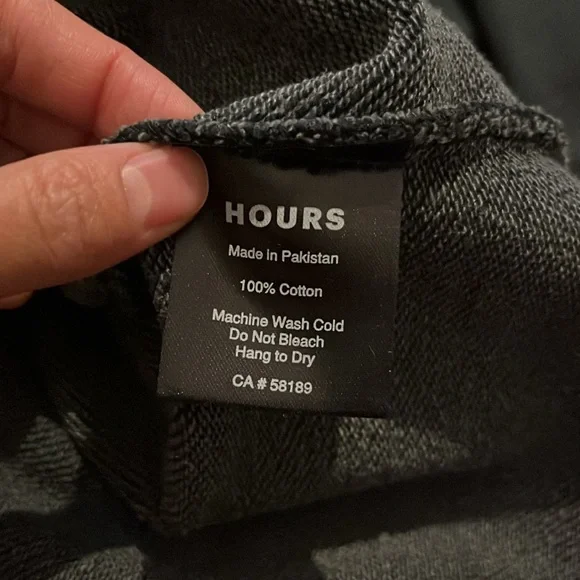 HOURS
Made in Pakistan
100% Cotton
Machine Wash Cold
Do Not Bleach
Hang to Dry
CA # 58189